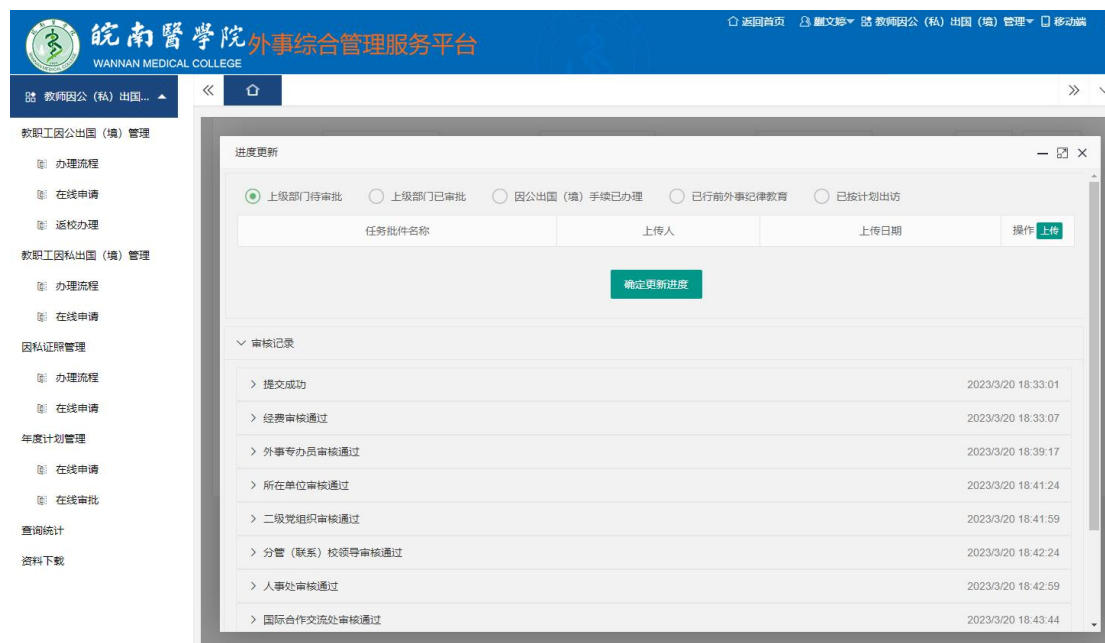 返回首页 蒯文婷 教师因公（私）出国（境）管理 移动端
皖南醫學院外事综合管理服务平台
WANNAN MEDICAL COLLEGE
教师因公（私）出国...
教职工因公出国（境）管理
办理流程
在线申请
返校办理
教职工因私出国（境）管理
办理流程
在线申请
因私证照管理
办理流程
在线申请
年度计划管理
在线申请
在线审批
查询统计
资料下载
进度更新
上级部门待审批 上级部门已审批 因公出国（境）手续已办理 已行前外事纪律教育 已按计划出访
任务批件名称 上传人 上传日期 操作 上传
确定更新进度
审核记录
提交成功 2023/3/20 18:33:01
经费审核通过 2023/3/20 18:33:07
外事专办员审核通过 2023/3/20 18:39:17
所在单位审核通过 2023/3/20 18:41:24
二级党组织审核通过 2023/3/20 18:41:59
分管（联系）校领导审核通过 2023/3/20 18:42:24
人事处审核通过 2023/3/20 18:42:59
国际合作交流处审核通过 2023/3/20 18:43:44